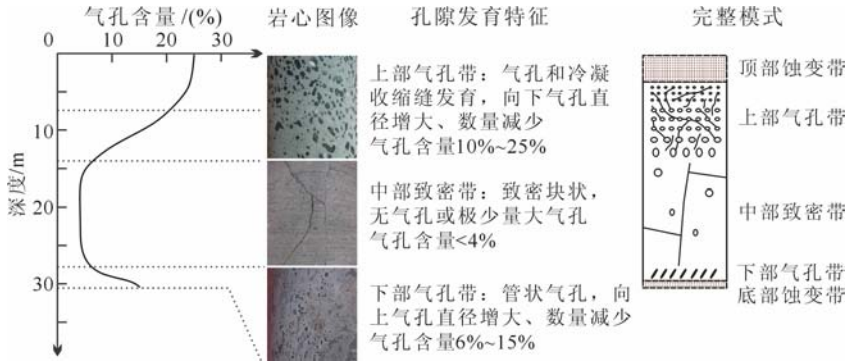 气孔含量/(%)
岩心图像
孔隙发育特征
完整模式
0
10
20
30
10
20
30
深度/m
上部气孔带：气孔和冷凝
收缩缝发育，向下气孔直
径增大、数量减少
气孔含量10%~25%
中部致密带：致密块状，
无气孔或极少量大气孔
气孔含量<4%
下部气孔带：管状气孔，向
上气孔直径增大、数量减少
气孔含量6%~15%
顶部蚀变带
上部气孔带
中部致密带
下部气孔带
底部蚀变带